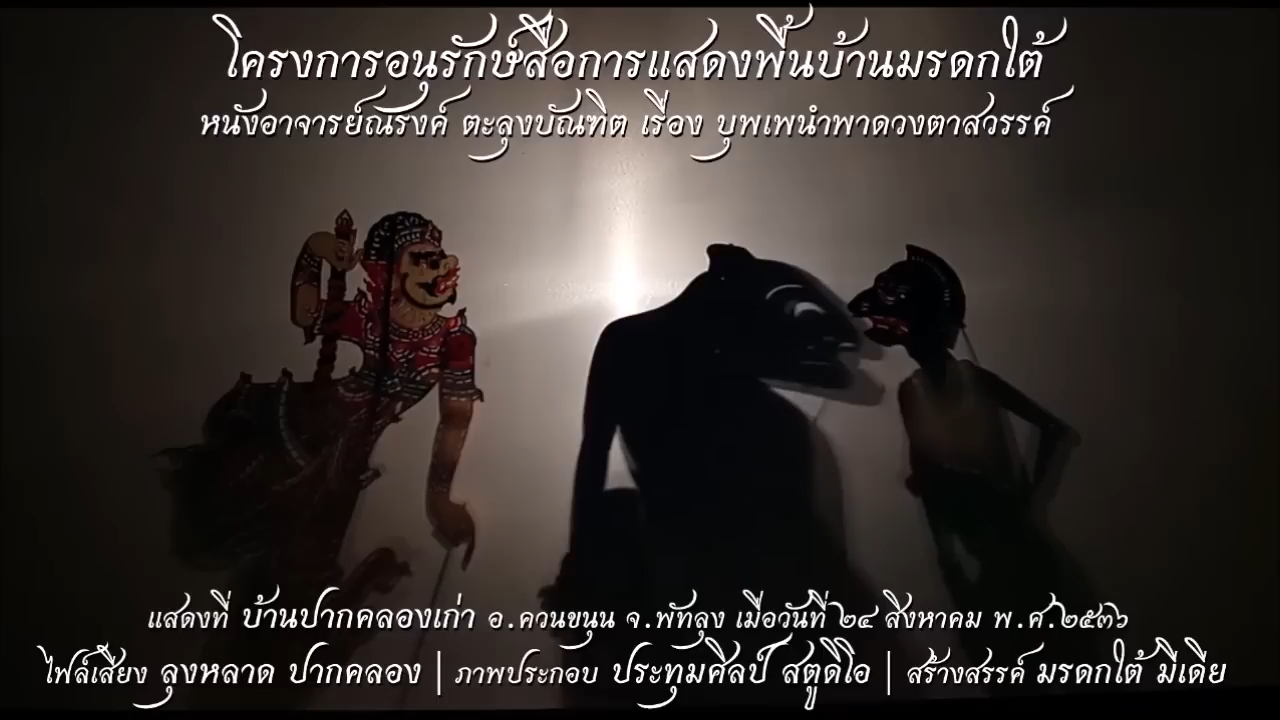 โครงการอนุรักษ์สื่อการแสดงพื้นบ้านมรดกใต้
หนังอาจารย์ณรงค์ ตะลุงบัณฑิต เรื่อง บุพเพนำพาดวงตาสวรรค์
แสดงที่ บ้านปากคลองเก่า อ.ควนขนุน จ.พัทลุง เมื่อวันที่ ๒๔ สิงหาคม พ.ศ.๒๕๓๖
ไฟล์เสียง ลุงหลาด ปากคลอง | ภาพประกอบ ประทุมศิลป์ สตูดิโอ | สร้างสรรค์ มรดกใต้ มีเดีย